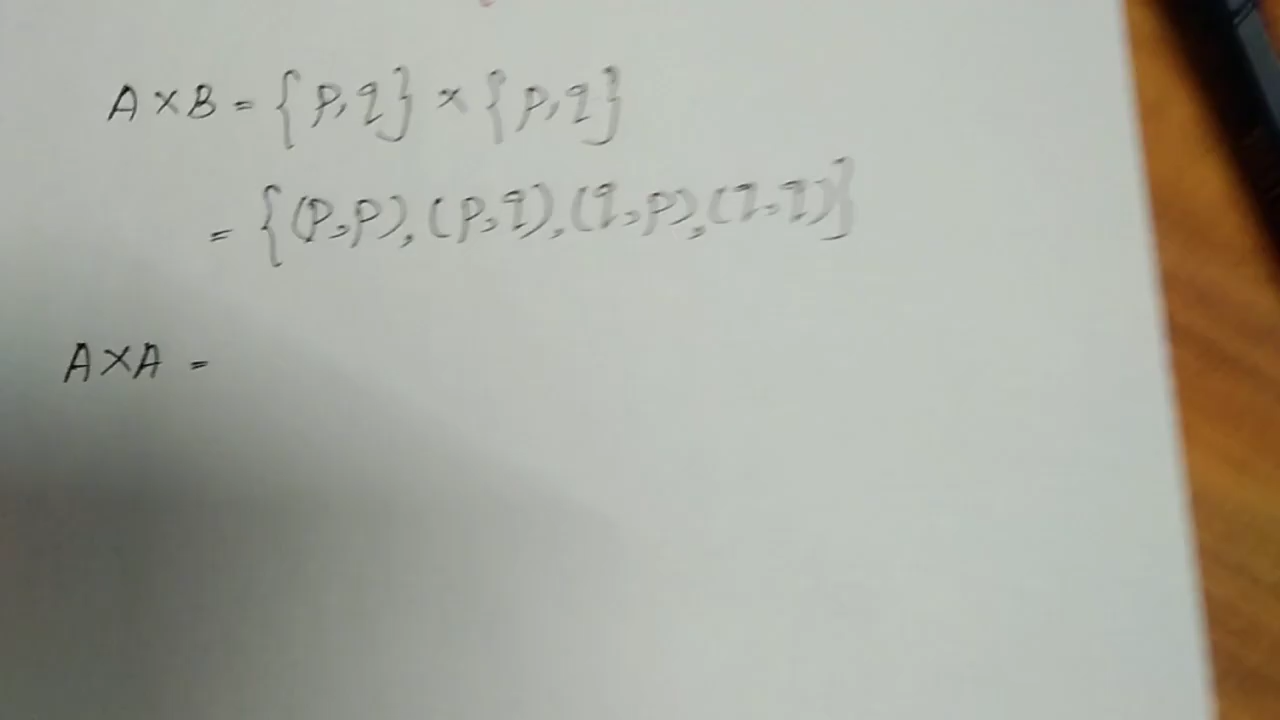 A × B = {p, q} × {p, q}
= {(p, p), (p, q), (q, p), (q, q)}
A × A =